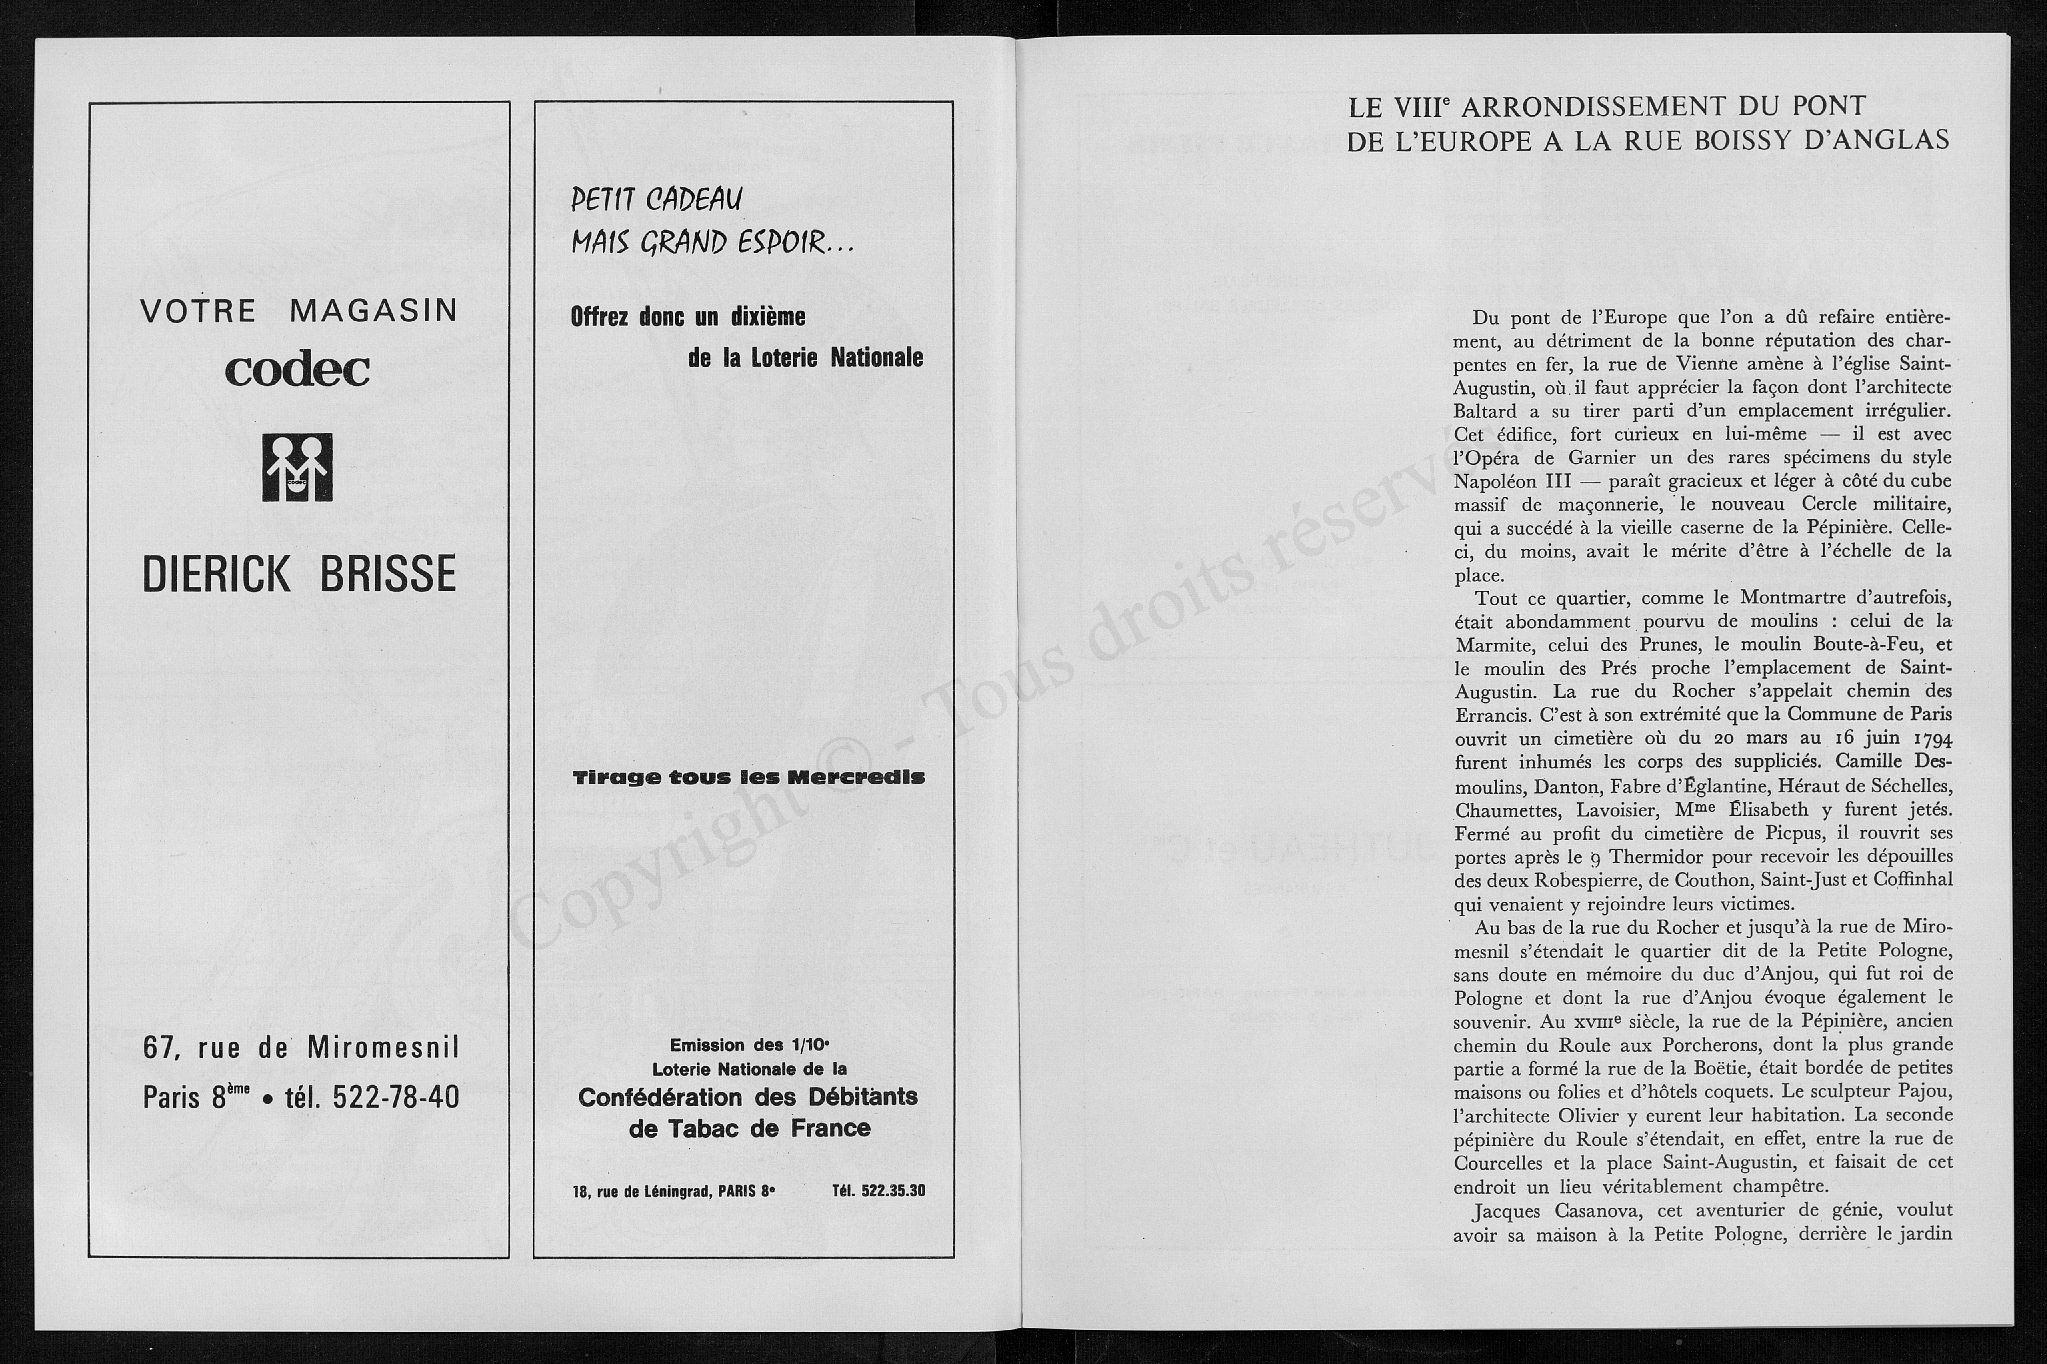 VOTRE MAGASIN
codec
codec
DIERICK BRISSE
67, rue de Miromesnil
Paris 8ème • tél. 522-78-40
PETIT CADEAU
MAIS GRAND ESPOIR...
Offrez donc un dixième
de la Loterie Nationale
Tirage tous les Mercredis
Emission des 1/10e
Loterie Nationale de la
Confédération des Débitants
de Tabac de France
18, rue de Léningrad, PARIS 8e Tél. 522.35.30
LE VIIIe ARRONDISSEMENT DU PONT
DE L'EUROPE A LA RUE BOISSY D'ANGLAS
Du pont de l'Europe que l'on a dû refaire entière-
ment, au détriment de la bonne réputation des char-
pentes en fer, la rue de Vienne amène à l'église Saint-
Augustin, où il faut apprécier la façon dont l'architecte
Baltard a su tirer parti d'un emplacement irrégulier.
Cet édifice, fort curieux en lui-même — il est avec
l'Opéra de Garnier un des rares spécimens du style
Napoléon III — paraît gracieux et léger à côté du cube
massif de maçonnerie, le nouveau Cercle militaire,
qui a succédé à la vieille caserne de la Pépinière. Celle-
ci, du moins, avait le mérite d'être à l'échelle de la
place.
Tout ce quartier, comme le Montmartre d'autrefois,
était abondamment pourvu de moulins : celui de la
Marmite, celui des Prunes, le moulin Boute-à-Feu, et
le moulin des Prés proche l'emplacement de Saint-
Augustin. La rue du Rocher s'appelait chemin des
Errancis. C'est à son extrémité que la Commune de Paris
ouvrit un cimetière où du 20 mars au 16 juin 1794
furent inhumés les corps des suppliciés. Camille Des-
moulins, Danton, Fabre d'Églantine, Héraut de Séchelles,
Chaumettes, Lavoisier, Mme Élisabeth y furent jetés.
Fermé au profit du cimetière de Picpus, il rouvrit ses
portes après le 9 Thermidor pour recevoir les dépouilles
des deux Robespierre, de Couthon, Saint-Just et Coffinhal
qui venaient y rejoindre leurs victimes.
Au bas de la rue du Rocher et jusqu'à la rue de Miro-
mesnil s'étendait le quartier dit de la Petite Pologne,
sans doute en mémoire du duc d'Anjou, qui fut roi de
Pologne et dont la rue d'Anjou évoque également le
souvenir. Au XVIIIe siècle, la rue de la Pépinière, ancien
chemin du Roule aux Porcherons, dont la plus grande
partie a formé la rue de la Boëtie, était bordée de petites
maisons ou folies et d'hôtels coquets. Le sculpteur Pajou,
l'architecte Olivier y eurent leur habitation. La seconde
pépinière du Roule s'étendait, en effet, entre la rue de
Courcelles et la place Saint-Augustin, et faisait de cet
endroit un lieu véritablement champêtre.
Jacques Casanova, cet aventurier de génie, voulut
avoir sa maison à la Petite Pologne, derrière le jardin
Copyright © - Tous droits réservés